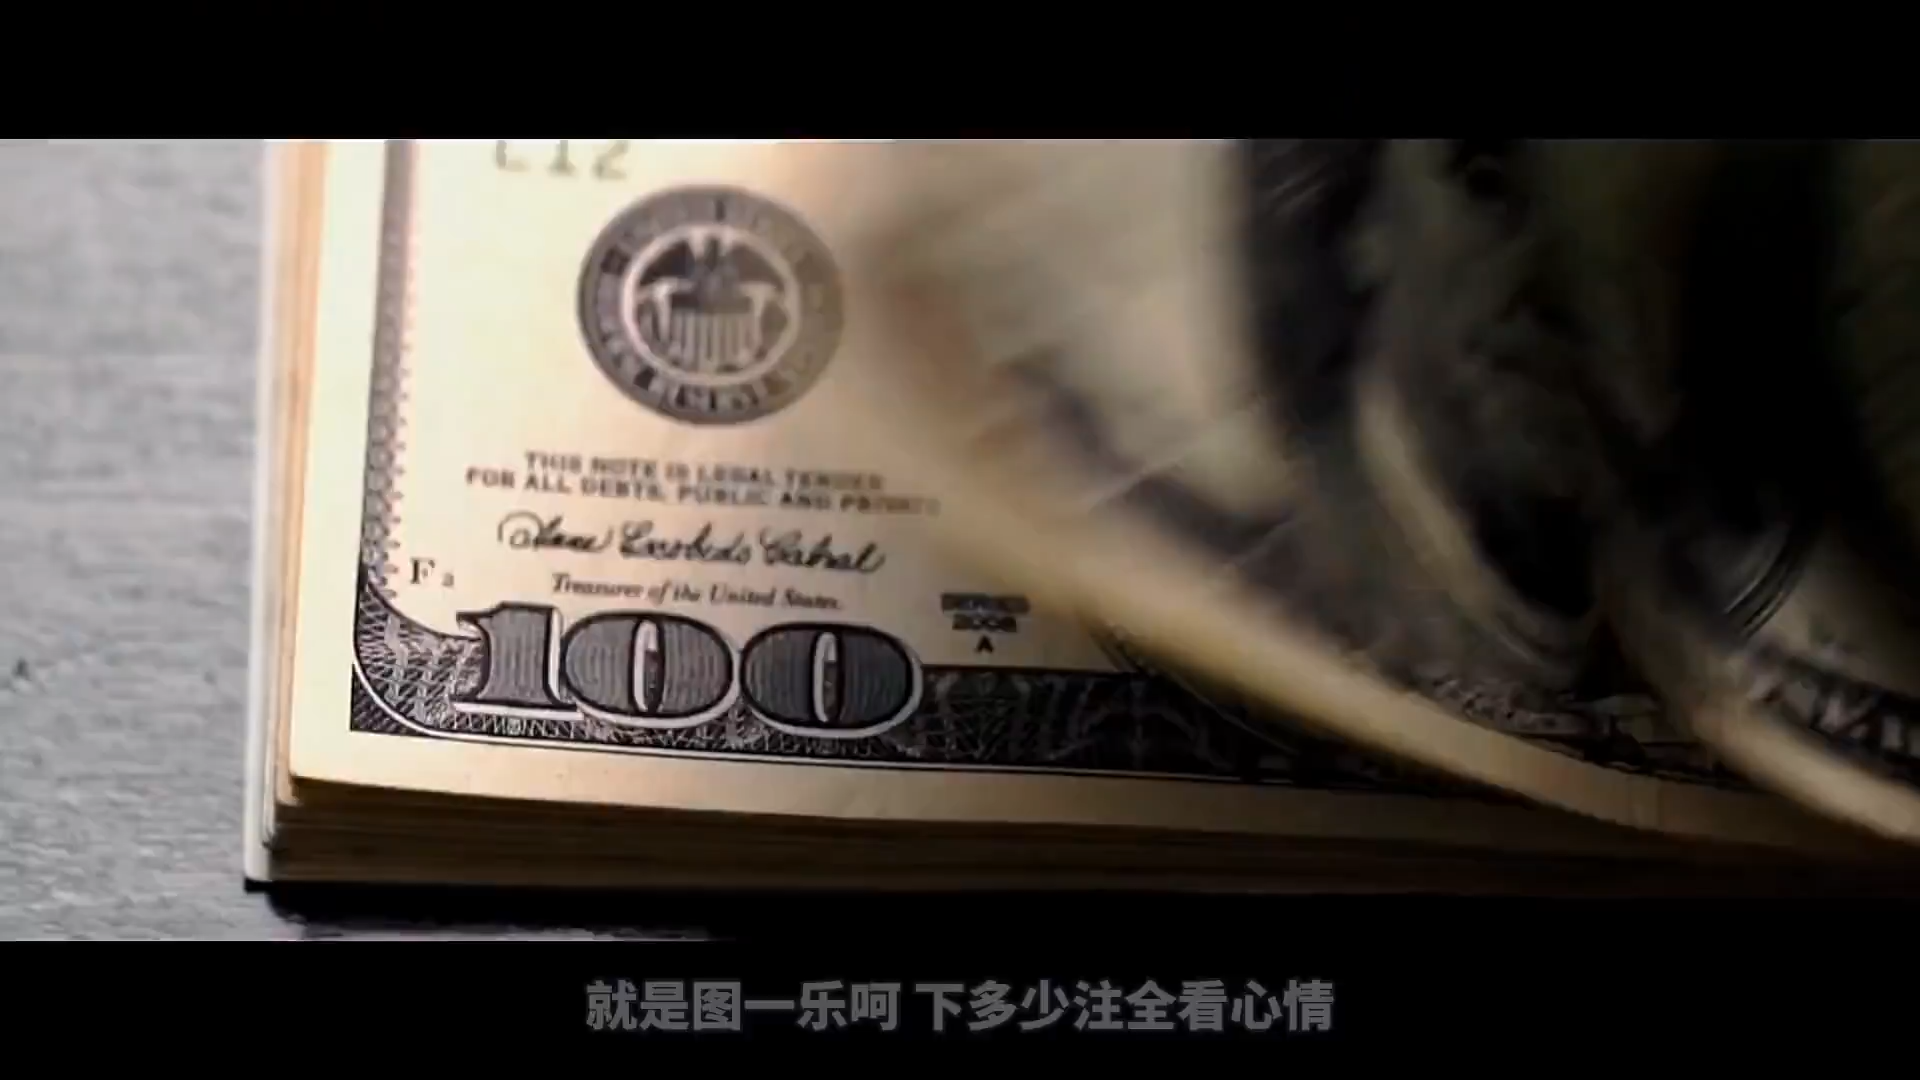 THIS NOTE IS LEGAL TENDER
FOR ALL DEBTS, PUBLIC AND PRIVATE
F
Treasurer of the United States.
SERIES
A
100
就是图一乐呵 下多少注全看心情